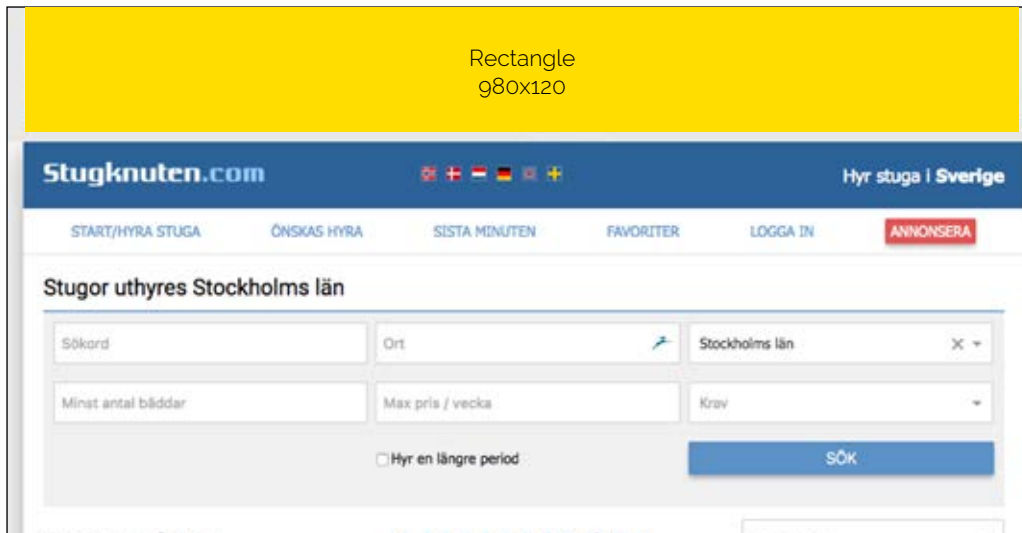 Rectangle
980x120
Stugknuten.com
Hyr stuga i Sverige
START/HYRA STUGA ÖNSKAS HYRA SISTA MINUTEN FAVORITER LOGGA IN ANNONSERA
Stugor uthyres Stockholms län
Sökord Ort Stockholms län
Minst antal bäddar Max pris / vecka Krav
Hyr en längre period SÖK